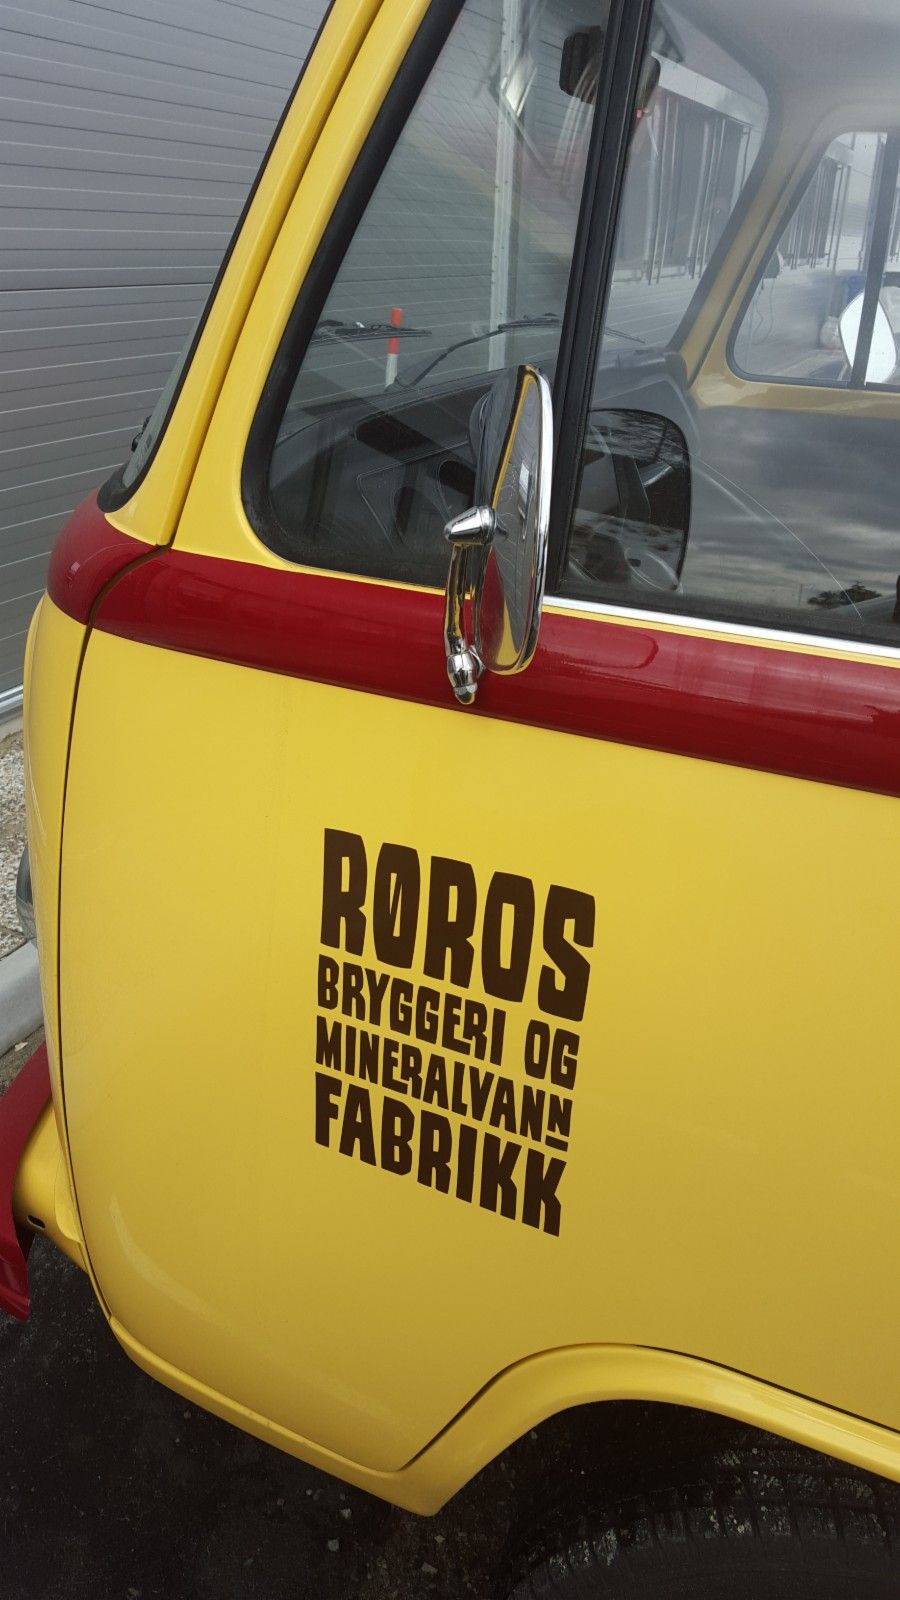 RØROS
BRYGGERI OG
MINERALVANN
FABRIKK